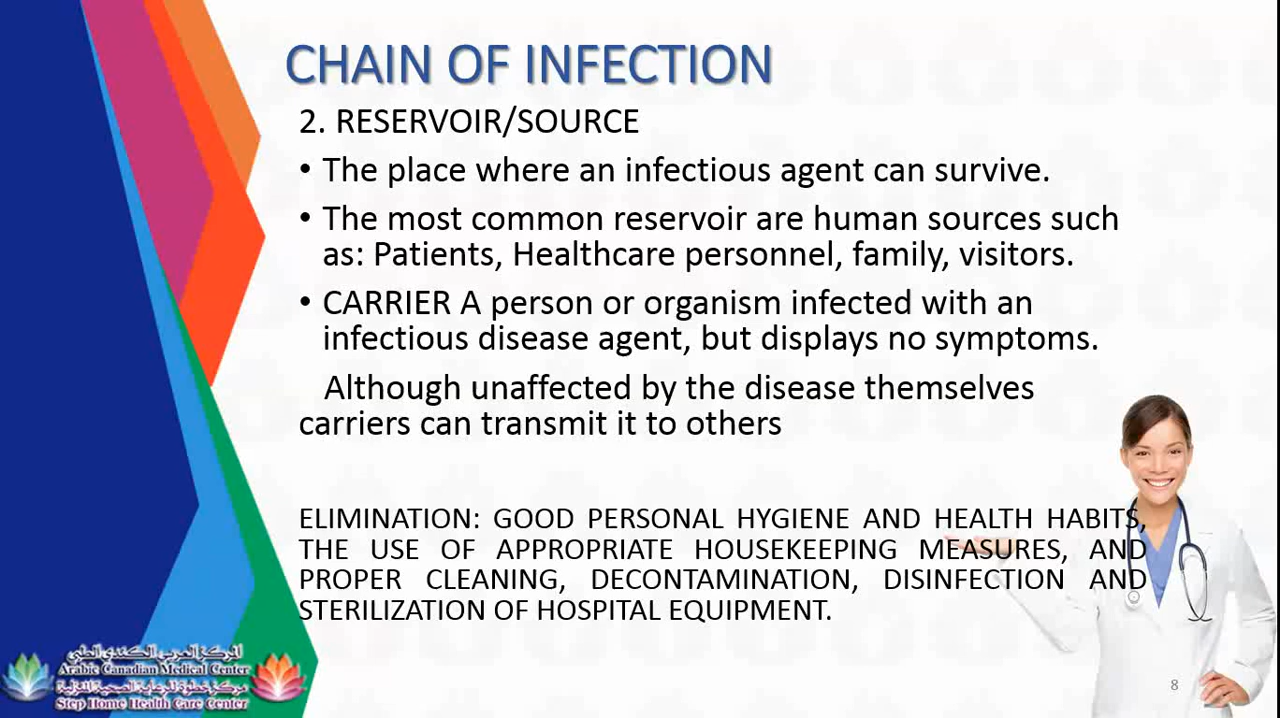 CHAIN OF INFECTION
2. RESERVOIR/SOURCE
• The place where an infectious agent can survive.
• The most common reservoir are human sources such
as: Patients, Healthcare personnel, family, visitors.
• CARRIER A person or organism infected with an
infectious disease agent, but displays no symptoms.
Although unaffected by the disease themselves
carriers can transmit it to others
ELIMINATION: GOOD PERSONAL HYGIENE AND HEALTH HABITS,
THE USE OF APPROPRIATE HOUSEKEEPING MEASURES, AND
PROPER CLEANING, DECONTAMINATION, DISINFECTION AND
STERILIZATION OF HOSPITAL EQUIPMENT.
المركز العربي الكندي الطبي
Arabic Canadian Medical Center
مركز خطوة للرعاية الصحية المنزلية
Step Home Health Care Center
8